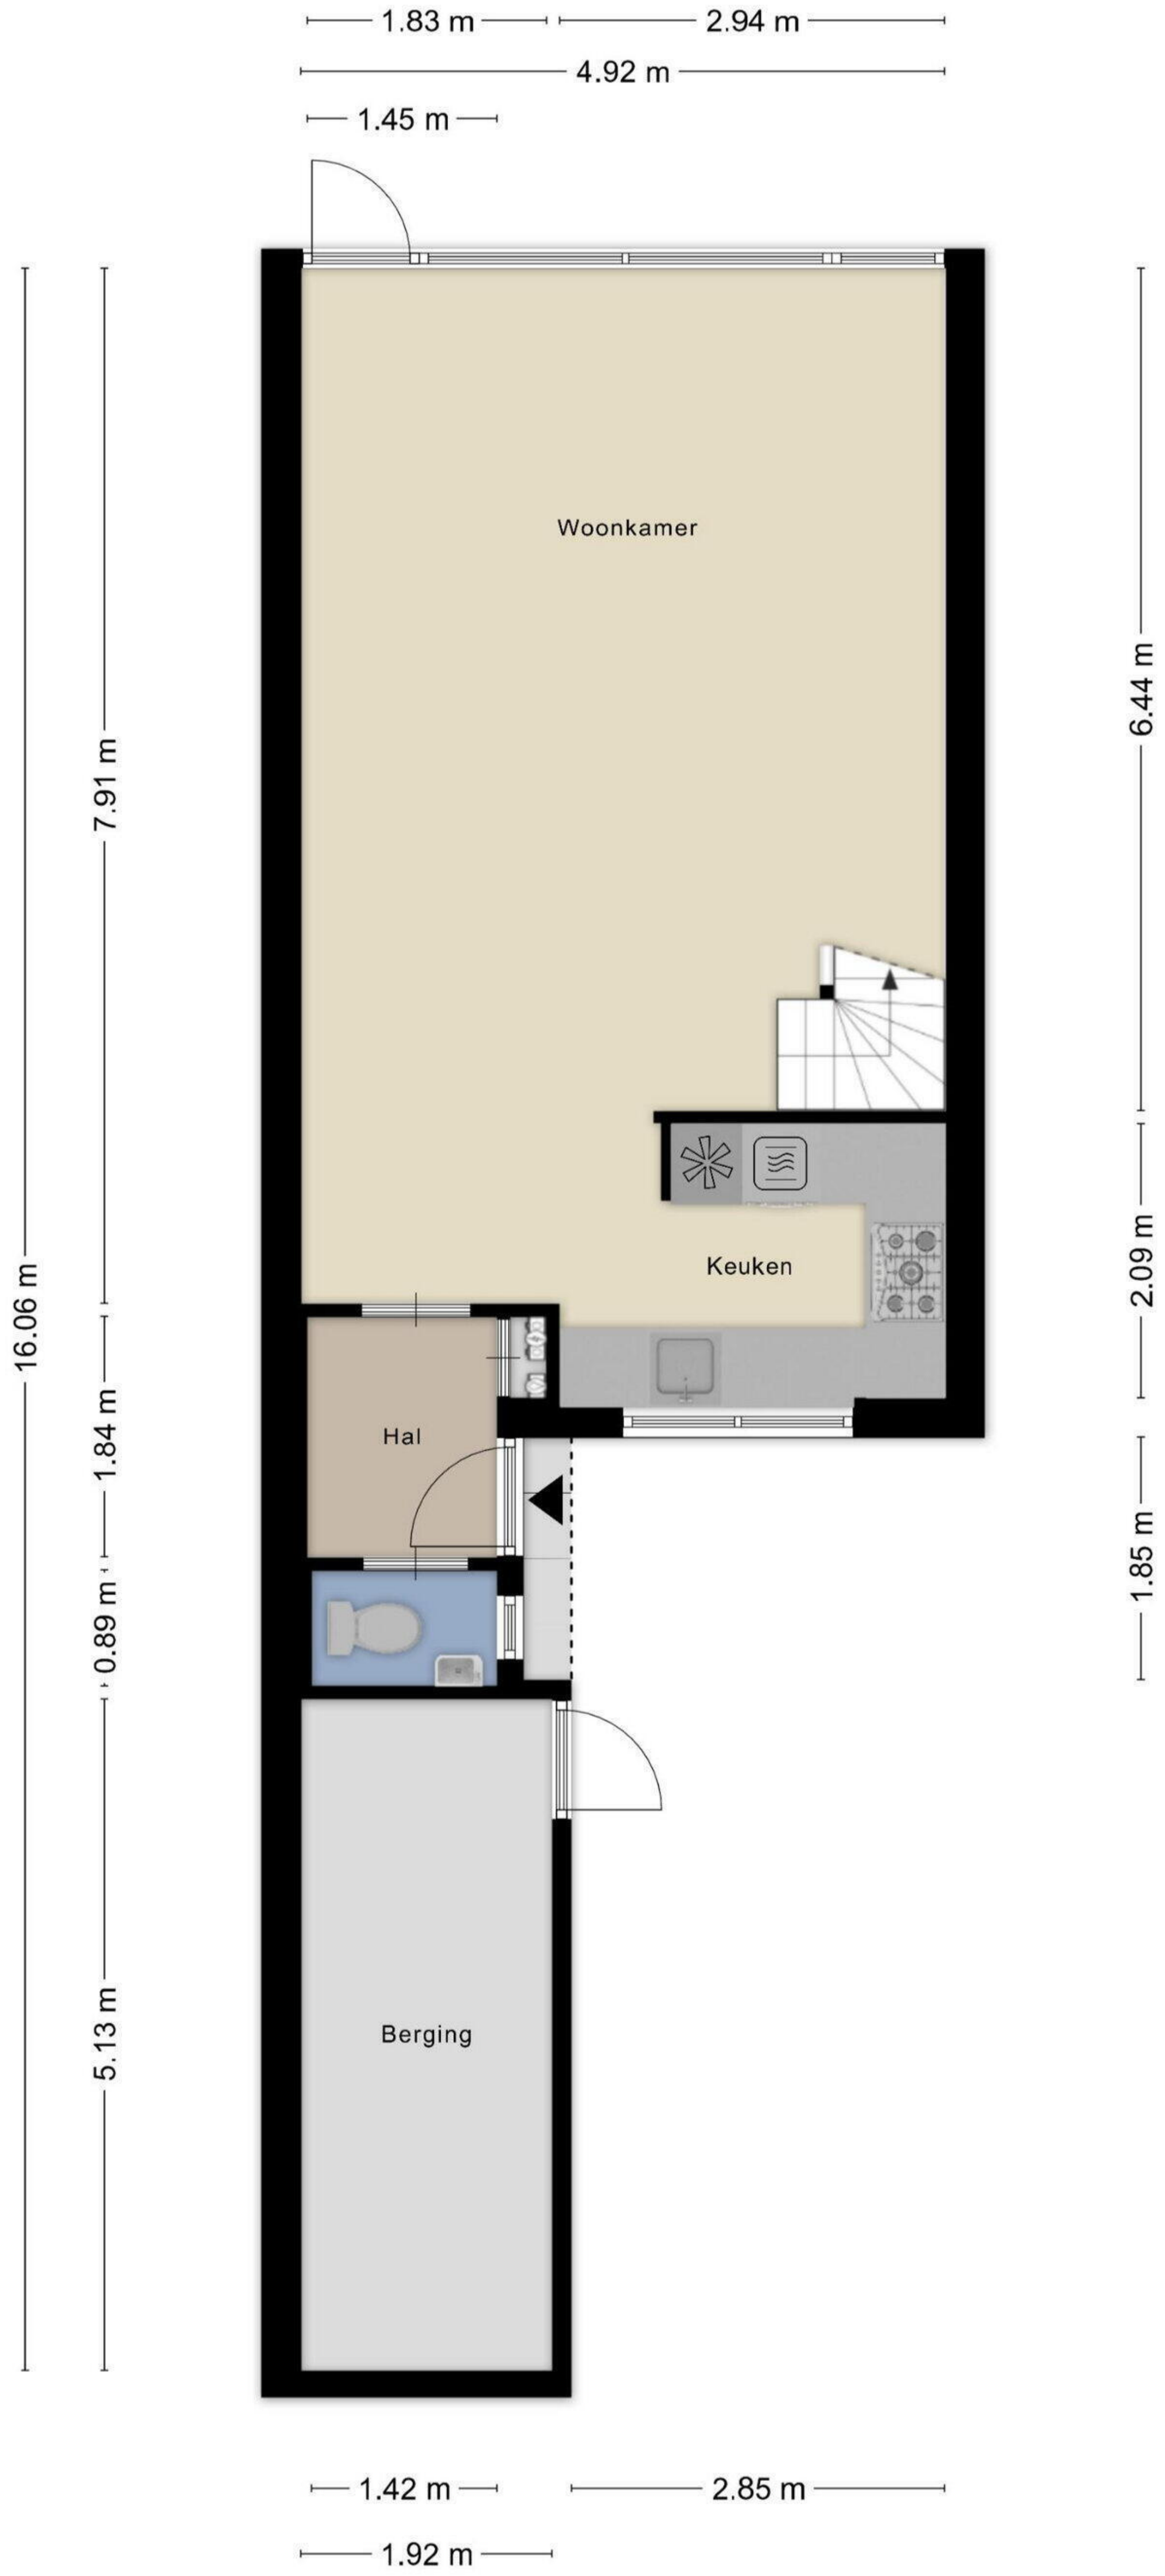 1.83 m
2.94 m
4.92 m
1.45 m
Woonkamer
6.44 m
7.91 m
Keuken
2.09 m
16.06 m
Hal
1.84 m
1.85 m
0.89 m
Berging
5.13 m
1.42 m
2.85 m
1.92 m